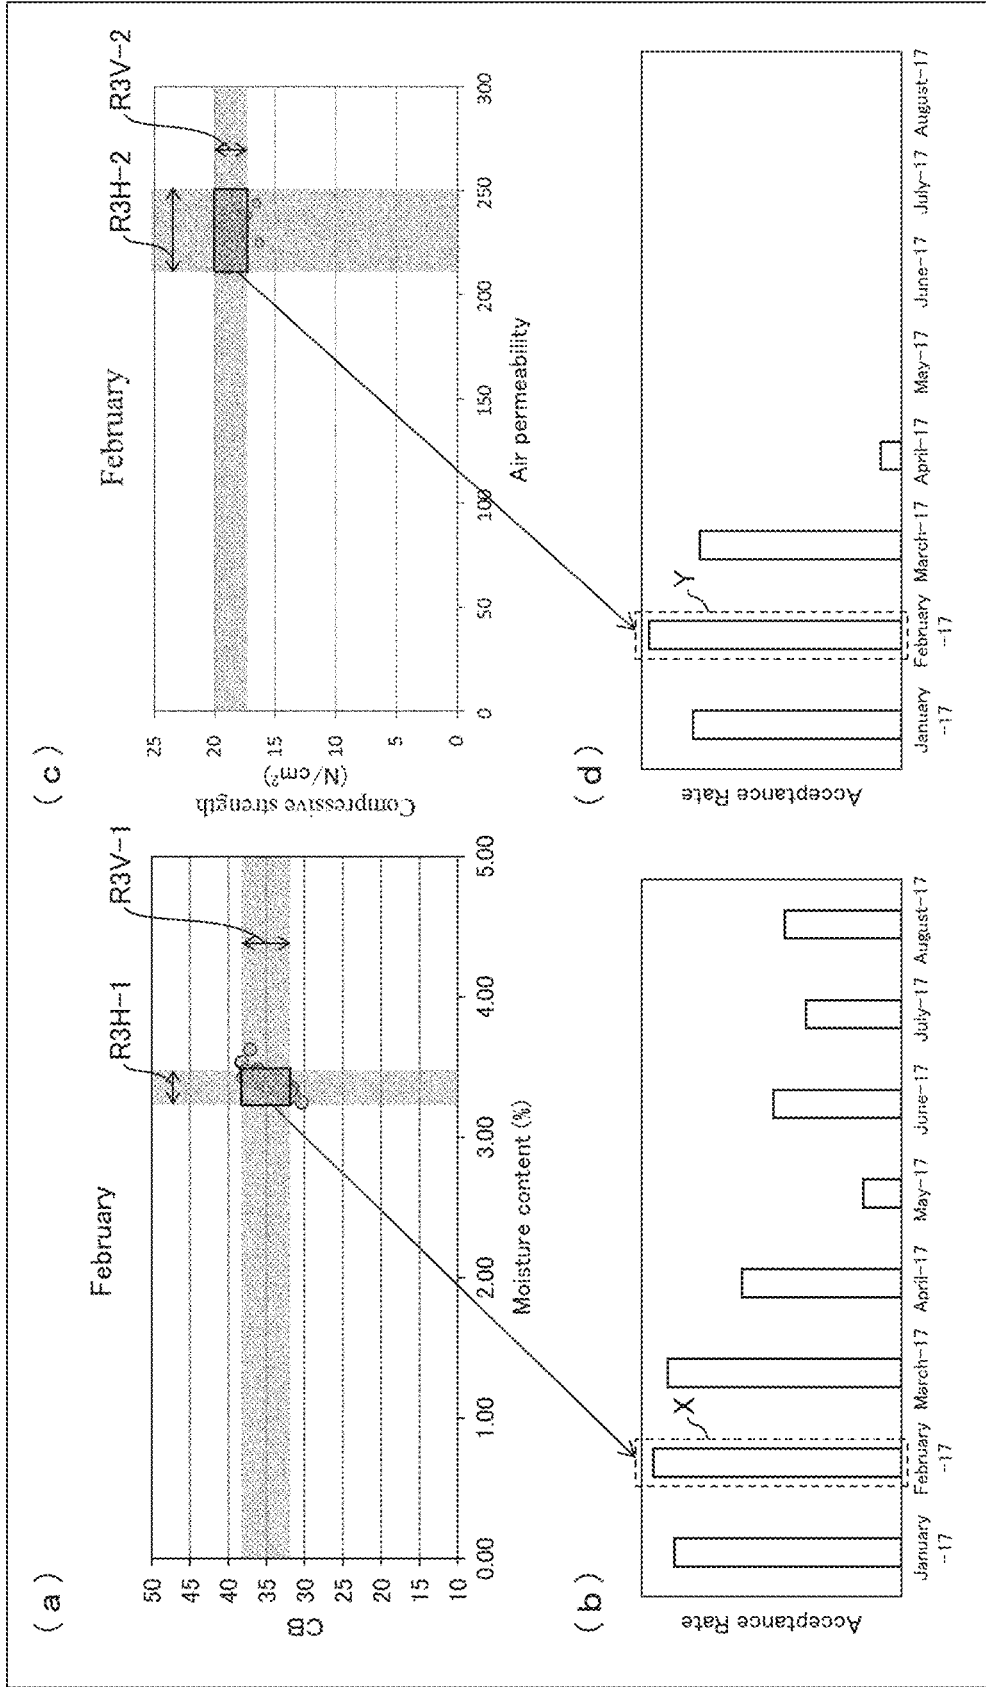 ( a )
February
R3H-1
R3V-1
50
45
40
35
30
25
20
15
10
CB
0.00
1.00
2.00
3.00
4.00
5.00
Moisture content (%)
( b )
Acceptance Rate
X
January
-17
February
-17
March-17
April-17
May-17
June-17
July-17
August-17
( c )
February
R3H-2
R3V-2
Compressive strength
(N/cm²)
25
20
15
10
5
0
0
50
100
150
200
250
300
Air permeability
( d )
Acceptance Rate
Y
January
-17
February
-17
March-17
April-17
May-17
June-17
July-17
August-17